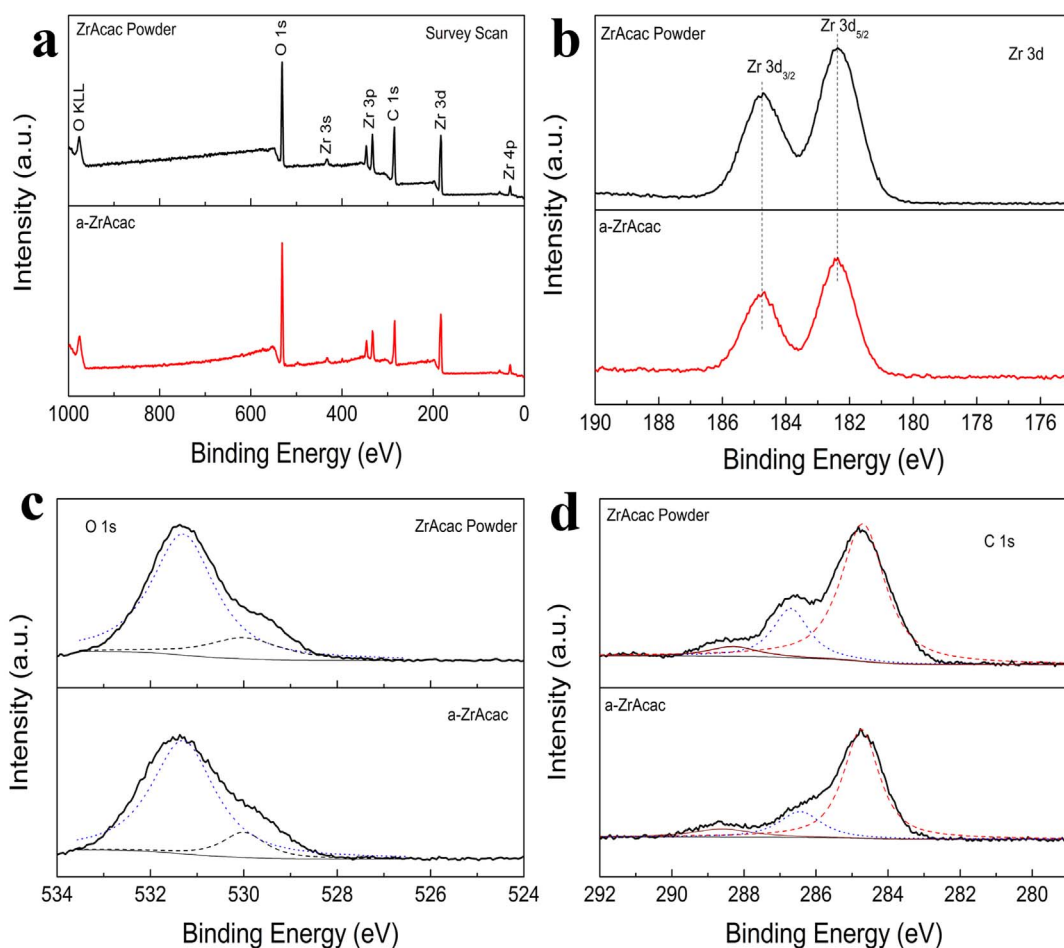 a
ZrAcac Powder
Survey Scan
O KLL
O 1s
Zr 3s
Zr 3p
C 1s
Zr 3d
Zr 4p
a-ZrAcac
Intensity (a.u.)
1000 800 600 400 200 0
Binding Energy (eV)
b
ZrAcac Powder
Zr 3d3/2
Zr 3d5/2
Zr 3d
a-ZrAcac
Intensity (a.u.)
190 188 186 184 182 180 178 176
Binding Energy (eV)
c
O 1s
ZrAcac Powder
a-ZrAcac
Intensity (a.u.)
534 532 530 528 526 524
Binding Energy (eV)
d
ZrAcac Powder
C 1s
a-ZrAcac
Intensity (a.u.)
292 290 288 286 284 282 280
Binding Energy (eV)